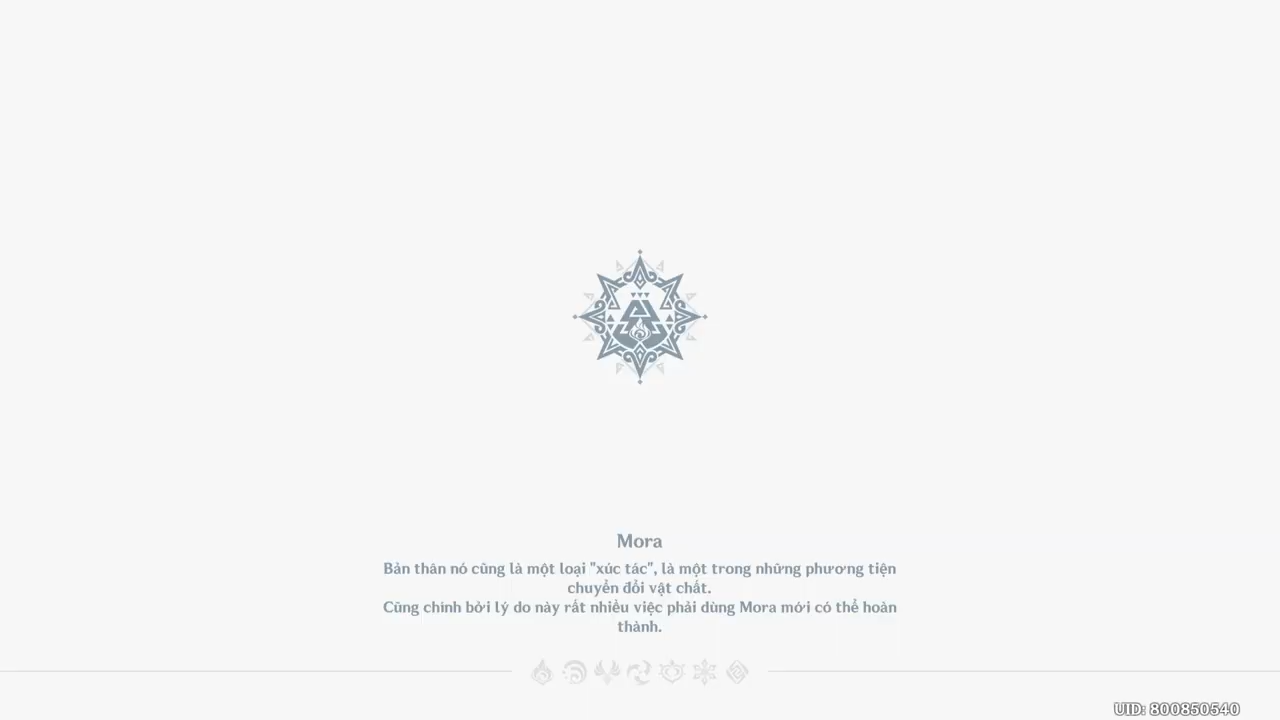 Mora
Bản thân nó cũng là một loại "xúc tác", là một trong những phương tiện
chuyển đổi vật chất.
Cũng chính bởi lý do này rất nhiều việc phải dùng Mora mới có thể hoàn
thành.
UID: 800850540